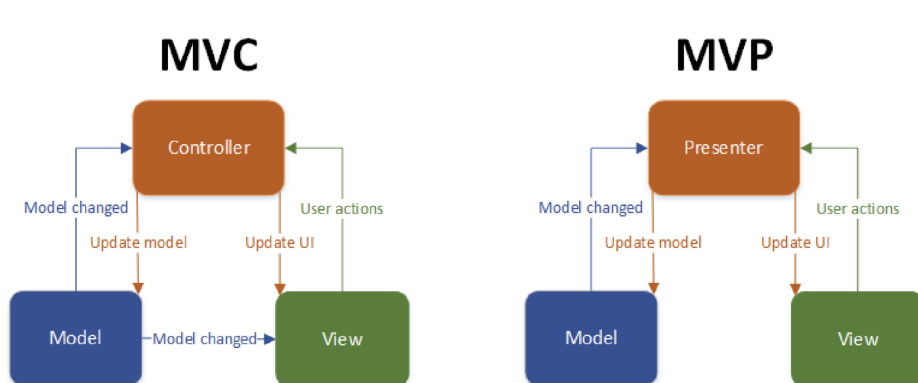 MVC
MVP
Controller
Presenter
Model changed
User actions
Model changed
User actions
Update model
Update UI
Update model
Update UI
Model
Model changed
View
Model
View